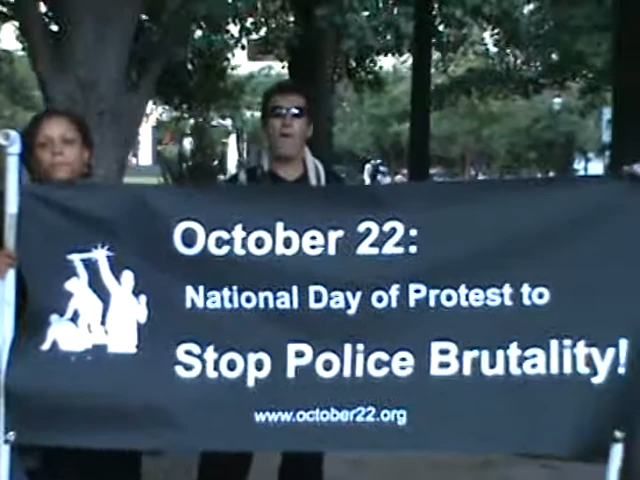 October 22:
National Day of Protest to
Stop Police Brutality!
www.october22.org